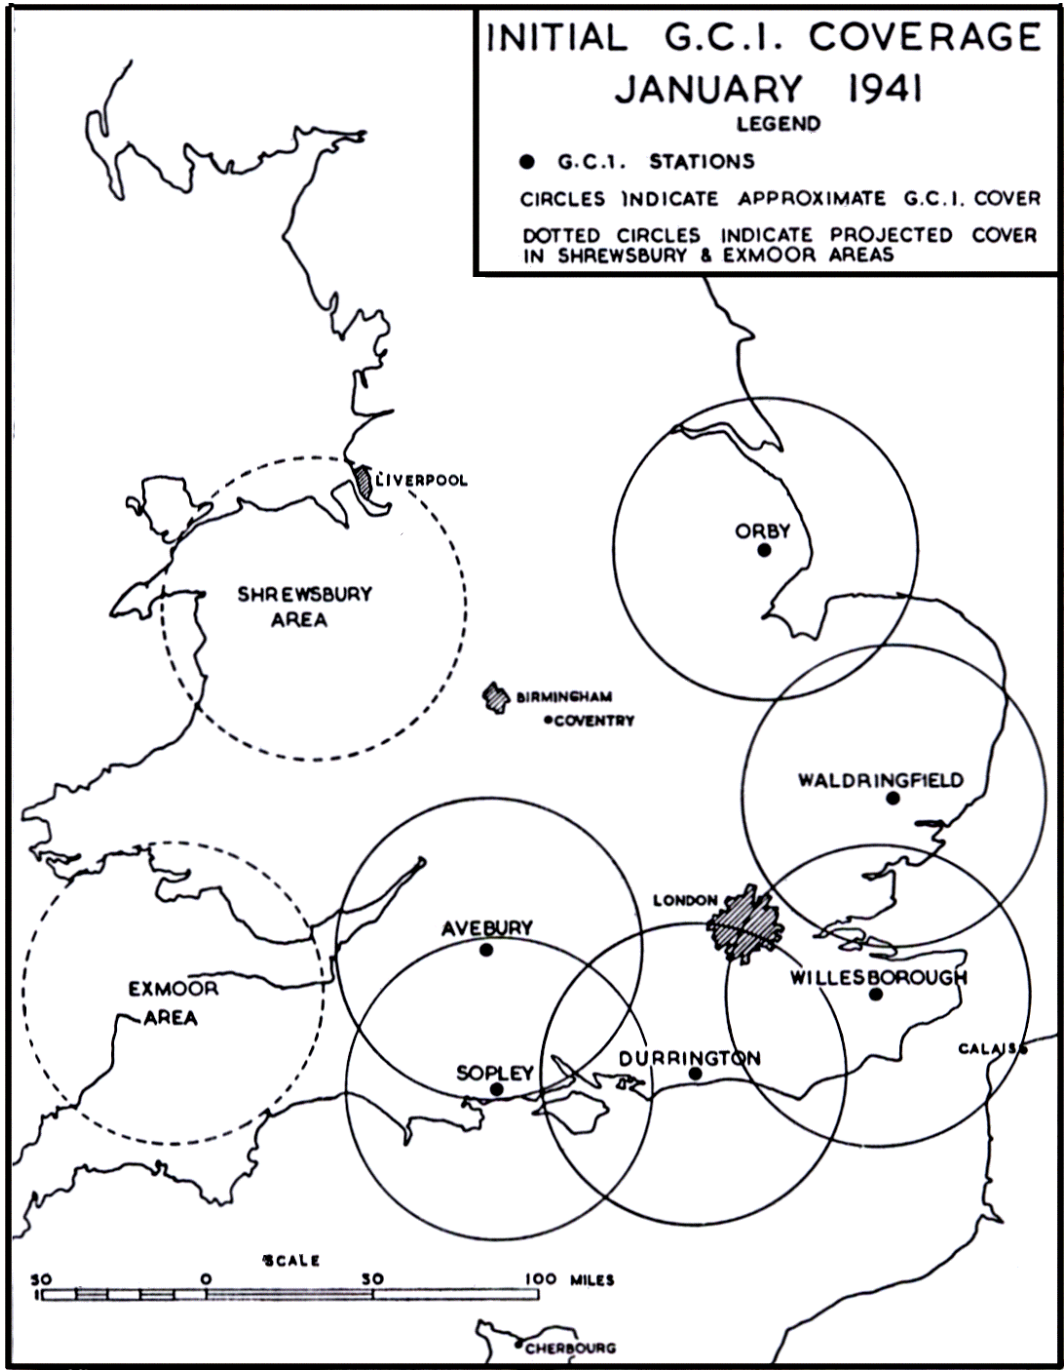 INITIAL G.C.I. COVERAGE
JANUARY 1941
LEGEND
G.C.I. STATIONS
CIRCLES INDICATE APPROXIMATE G.C.I. COVER
DOTTED CIRCLES INDICATE PROJECTED COVER
IN SHREWSBURY & EXMOOR AREAS
LIVERPOOL
ORBY
SHREWSBURY
AREA
BIRMINGHAM
COVENTRY
WALDRINGFIELD
LONDON
AVEBURY
WILLESBOROUGH
EXMOOR
AREA
CALAIS
DURRINGTON
SOPLEY
SCALE
50 0 50 100 MILES
CHERBOURG